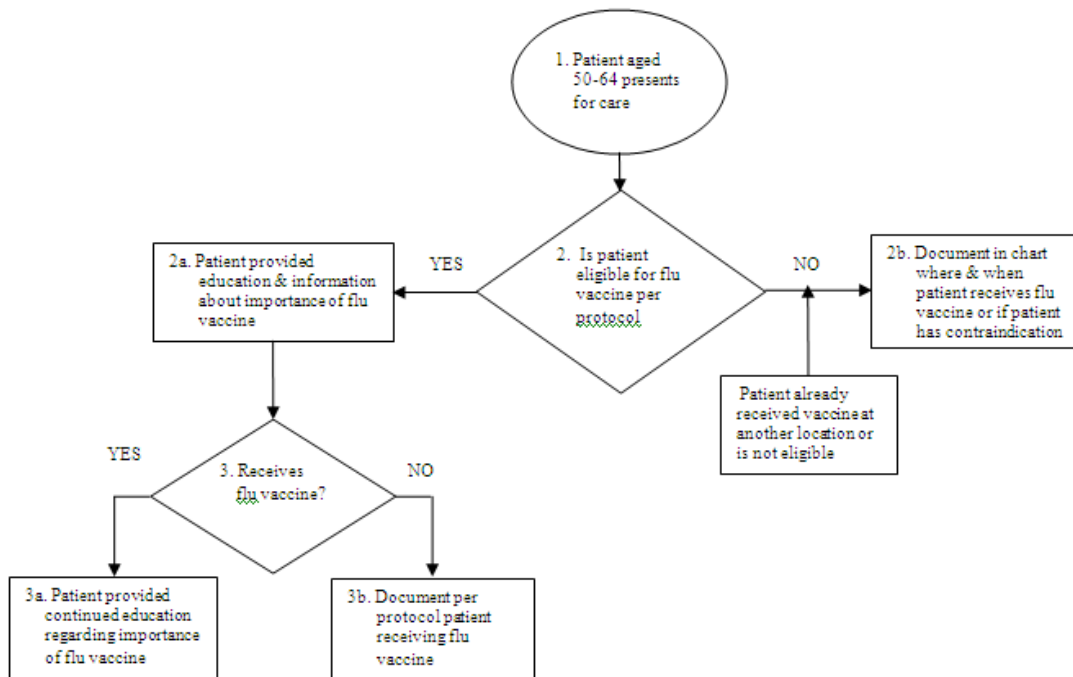 1. Patient aged
50-64 presents
for care
2. Is patient
eligible for flu
vaccine per
protocol
YES
NO
2a. Patient provided
education & information
about importance of flu
vaccine
2b. Document in chart
where & when
patient receives flu
vaccine or if patient
has contraindication
Patient already
received vaccine at
another location or
is not eligible
3. Receives
flu vaccine?
YES
NO
3a. Patient provided
continued education
regarding importance
of flu vaccine
3b. Document per
protocol patient
receiving flu
vaccine